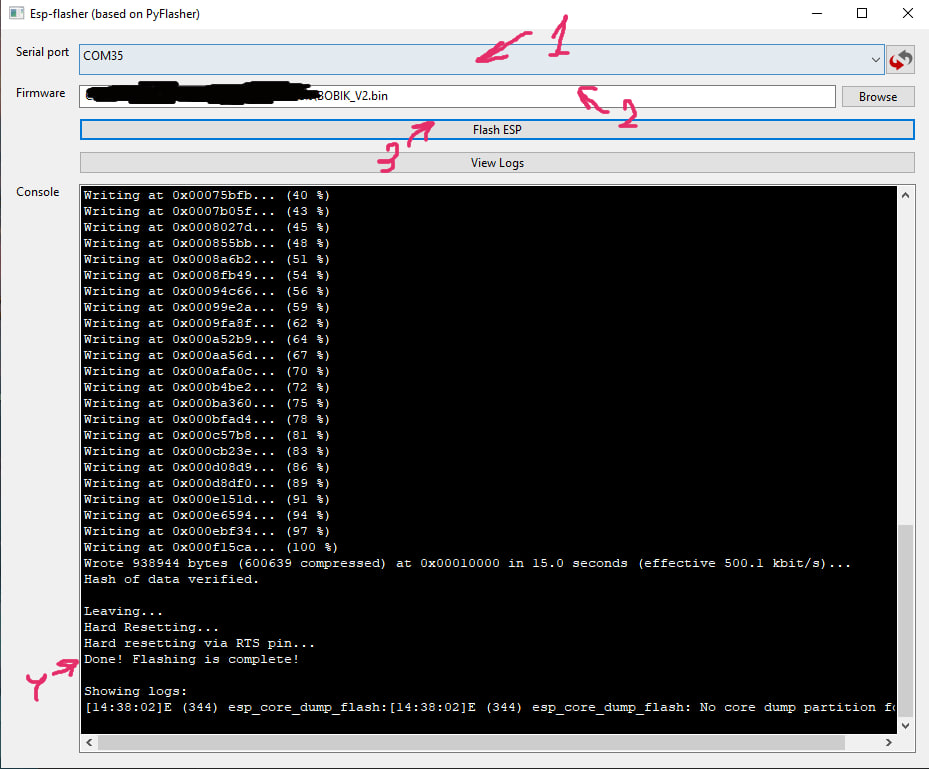 Esp-flasher (based on PyFlasher)
1
Serial port COM35
Firmware BOBIK_V2.bin Browse
2
Flash ESP
3
View Logs
Console
Writing at 0x00075bfb... (40 %)
Writing at 0x0007b05f... (43 %)
Writing at 0x0008027d... (45 %)
Writing at 0x000855bb... (48 %)
Writing at 0x0008a6b2... (51 %)
Writing at 0x0008fb49... (54 %)
Writing at 0x00094c66... (56 %)
Writing at 0x00099e2a... (59 %)
Writing at 0x0009fa8f... (62 %)
Writing at 0x000a52b9... (64 %)
Writing at 0x000aa56d... (67 %)
Writing at 0x000afa0c... (70 %)
Writing at 0x000b4be2... (72 %)
Writing at 0x000ba360... (75 %)
Writing at 0x000bfad4... (78 %)
Writing at 0x000c57b8... (81 %)
Writing at 0x000cb23e... (83 %)
Writing at 0x000d08d9... (86 %)
Writing at 0x000d8df0... (89 %)
Writing at 0x000e151d... (91 %)
Writing at 0x000e6594... (94 %)
Writing at 0x000ebf34... (97 %)
Writing at 0x000f15ca... (100 %)
Wrote 938944 bytes (600639 compressed) at 0x00010000 in 15.0 seconds (effective 500.1 kbit/s)...
Hash of data verified.
Leaving...
Hard Resetting...
Hard resetting via RTS pin...
Done! Flashing is complete!
4
Showing logs:
[14:38:02]E (344) esp_core_dump_flash:[14:38:02]E (344) esp_core_dump_flash: No core dump partition